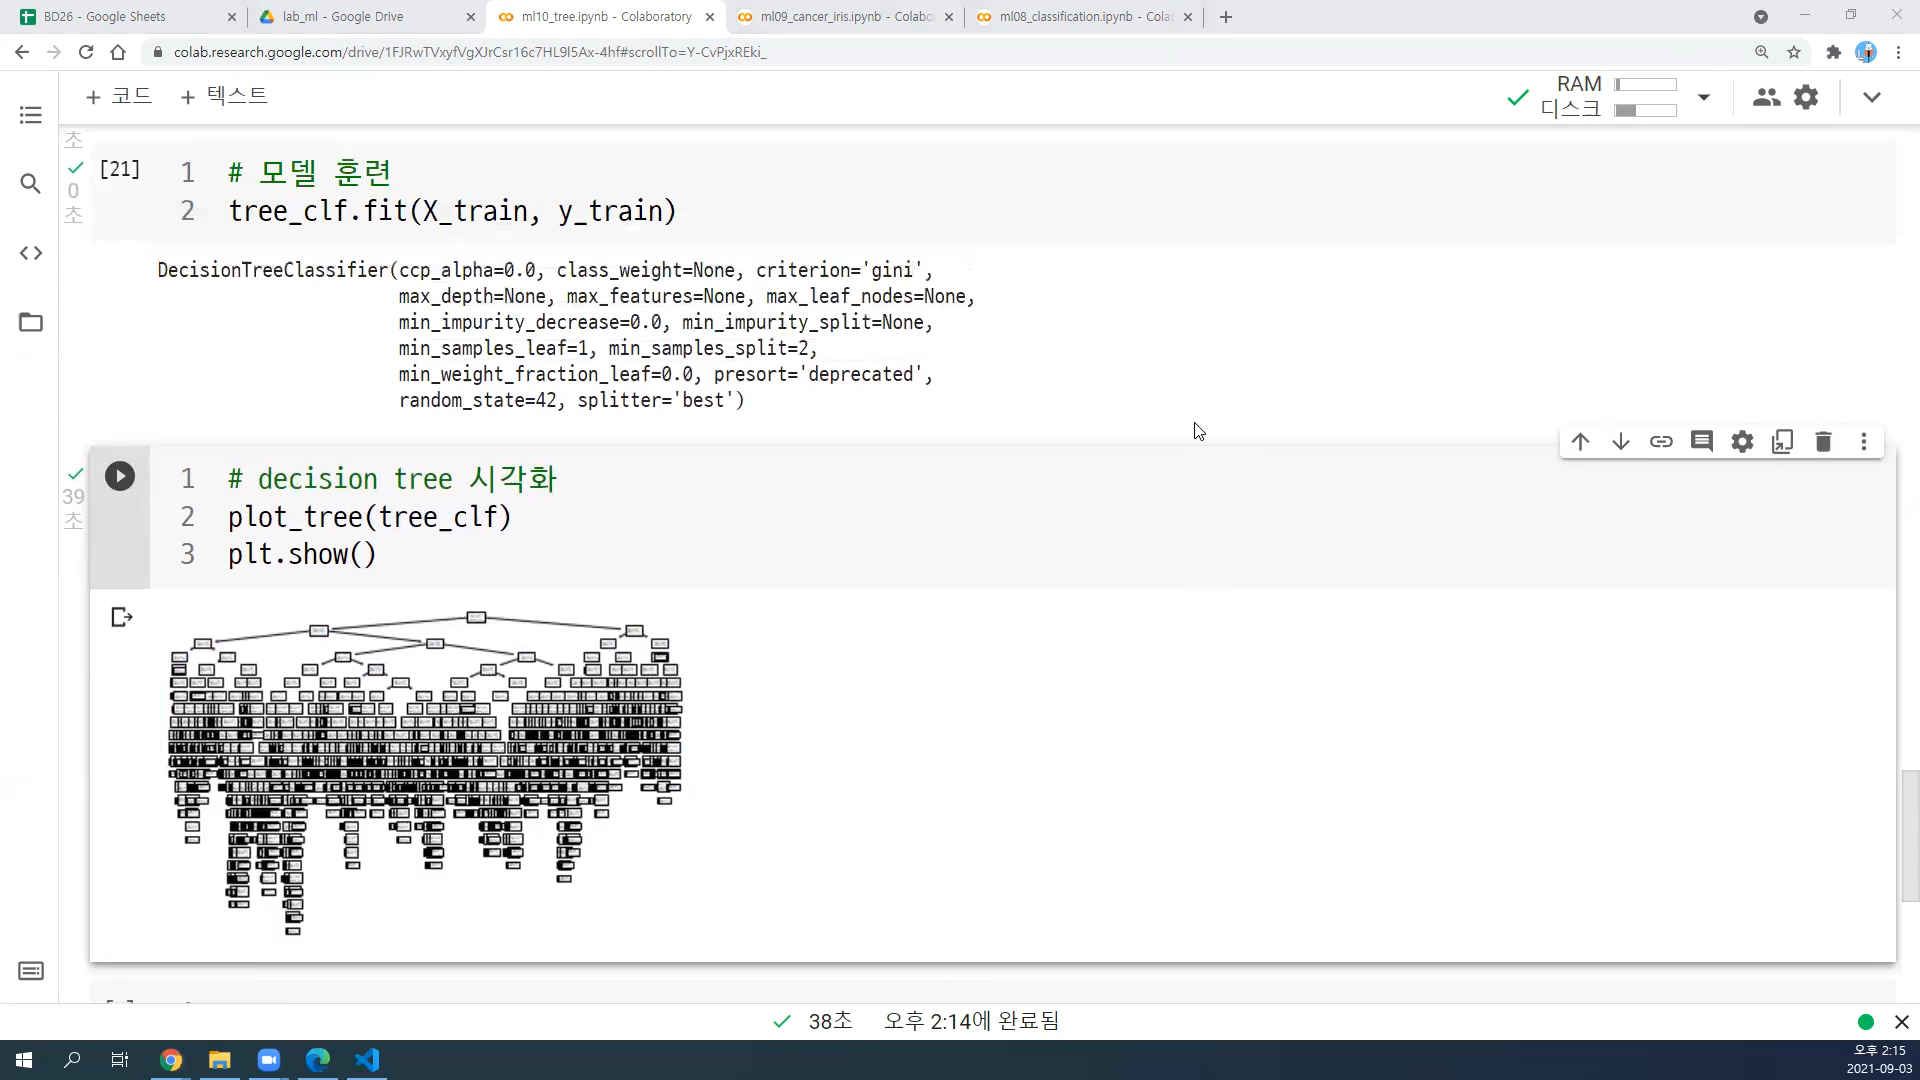 BD26 - Google Sheets
lab_ml - Google Drive
ml10_tree.ipynb - Colaboratory
ml09_cancer_iris.ipynb - Colabo
ml08_classification.ipynb - Cola
colab.research.google.com/drive/1FJRwTVxyfVgXJrCsr16c7HL9l5Ax-4hf#scrollTo=Y-CvPjxREki_
+ 코드
+ 텍스트
RAM
디스크
초
[21]
0
초
1 # 모델 훈련
2 tree_clf.fit(X_train, y_train)
DecisionTreeClassifier(ccp_alpha=0.0, class_weight=None, criterion='gini',
max_depth=None, max_features=None, max_leaf_nodes=None,
min_impurity_decrease=0.0, min_impurity_split=None,
min_samples_leaf=1, min_samples_split=2,
min_weight_fraction_leaf=0.0, presort='deprecated',
random_state=42, splitter='best')
39
초
1 # decision tree 시각화
2 plot_tree(tree_clf)
3 plt.show()
38초 오후 2:14에 완료됨
오후 2:15
2021-09-03